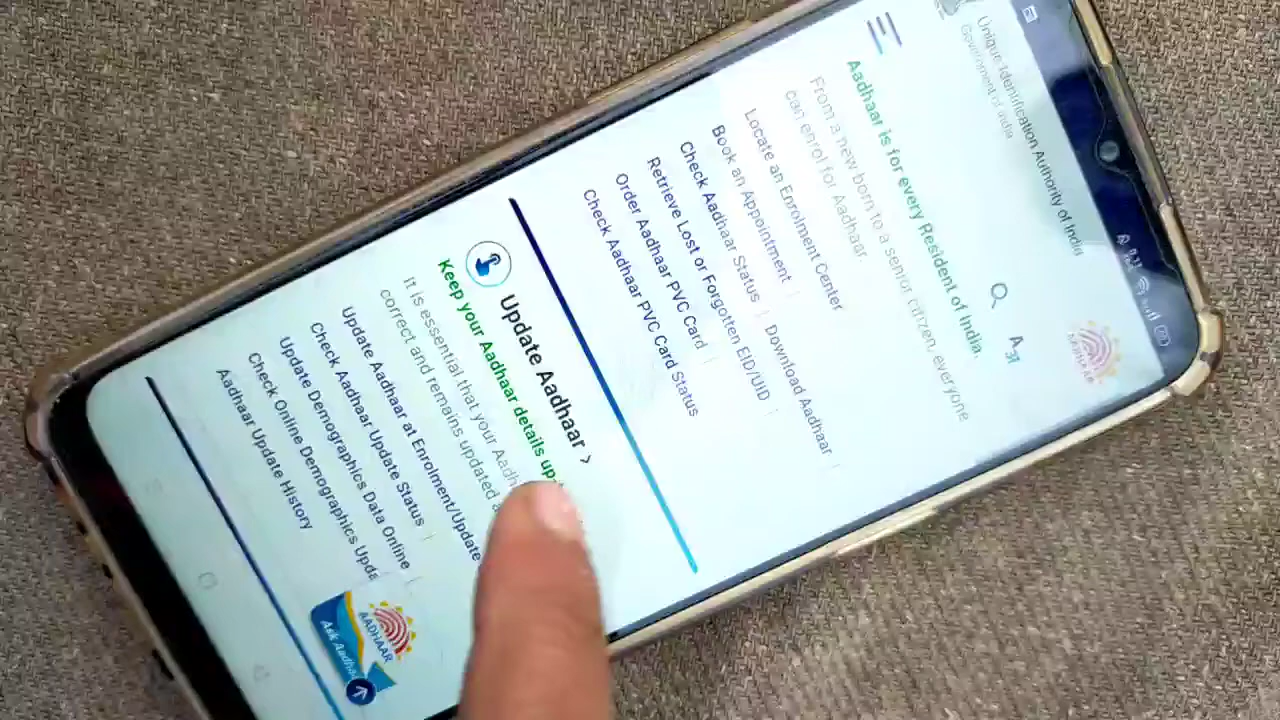 Unique Identification Authority of India
Government of India
AADHAAR
Aadhaar is for every Resident of India.
From a new born to a senior citizen, everyone
can enrol for Aadhaar
Locate an Enrolment Center
Book an Appointment | Download Aadhaar |
Check Aadhaar Status |
Retrieve Lost or Forgotten EID/UID |
Order Aadhaar PVC Card |
Check Aadhaar PVC Card Status
Update Aadhaar >
Keep your Aadhaar details
It is essential that your
correct and remains updated
Update Aadhaar at Enrolment/Update
Check Aadhaar Update Status |
Update Demographics Data Online |
Check Online Demographics
Aadhaar Update History
AADHAAR
Ask